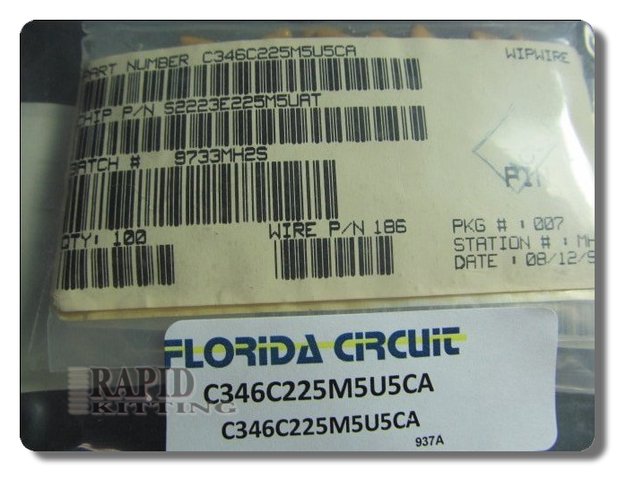 PART NUMBER C346C225M5U5CA WIPWIRE
CHIP P/N S2223E225M5UAT
BATCH # 9733MH2S
QTY: 100 WIRE P/N 186
PKG # : 007
STATION # : MH
DATE : 08/12/9
FLORIDA CIRCUIT
C346C225M5U5CA
C346C225M5U5CA
937A
RAPID
KITTING